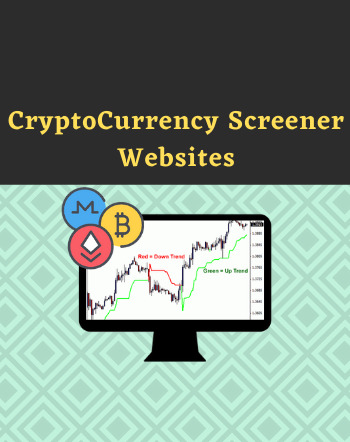 CryptoCurrency Screener
Websites
Red = Down Trend
Green = Up Trend